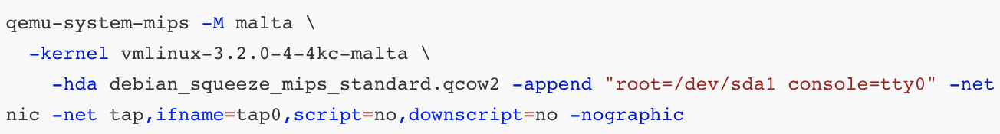 qemu-system-mips -M malta \
-kernel vmlinux-3.2.0-4-4kc-malta \
-hda debian_squeeze_mips_standard.qcow2 -append "root=/dev/sda1 console=tty0" -net
nic -net tap,ifname=tap0,script=no,downscript=no -nographic